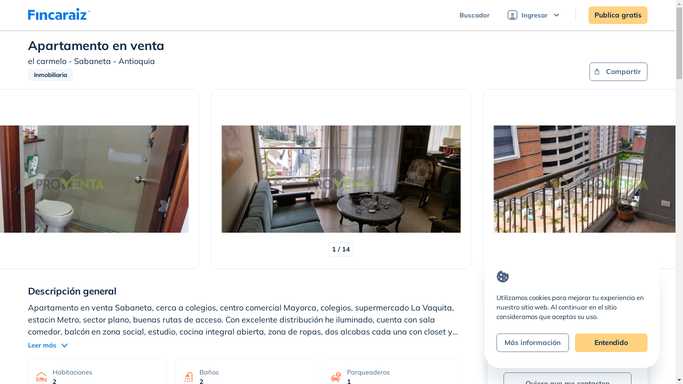 Fincaraiz
Buscador
Ingresar
Publica gratis
Apartamento en venta
el carmelo - Sabaneta - Antioquia
Inmobiliaria
Compartir
PROVENTA
PROVENTA
PROVENTA
1 / 14
Descripción general
Apartamento en venta Sabaneta, cerca a colegios, centro comercial Mayorca, colegios, supermercado La Vaquita,
estacin Metro, sector plano, buenas rutas de acceso. Con excelente distribución he iluminado, cuenta con sala
comedor, balcón en zona social, estudio, cocina integral abierta, zona de ropas, dos alcobas cada una con closet y...
Leer más
Habitaciones
2
Baños
2
Parqueaderos
1
Utilizamos cookies para mejorar tu experiencia en
nuestro sitio web. Al continuar en el sitio
consideramos que aceptas su uso.
Más información
Entendido
Quiero que me contacten